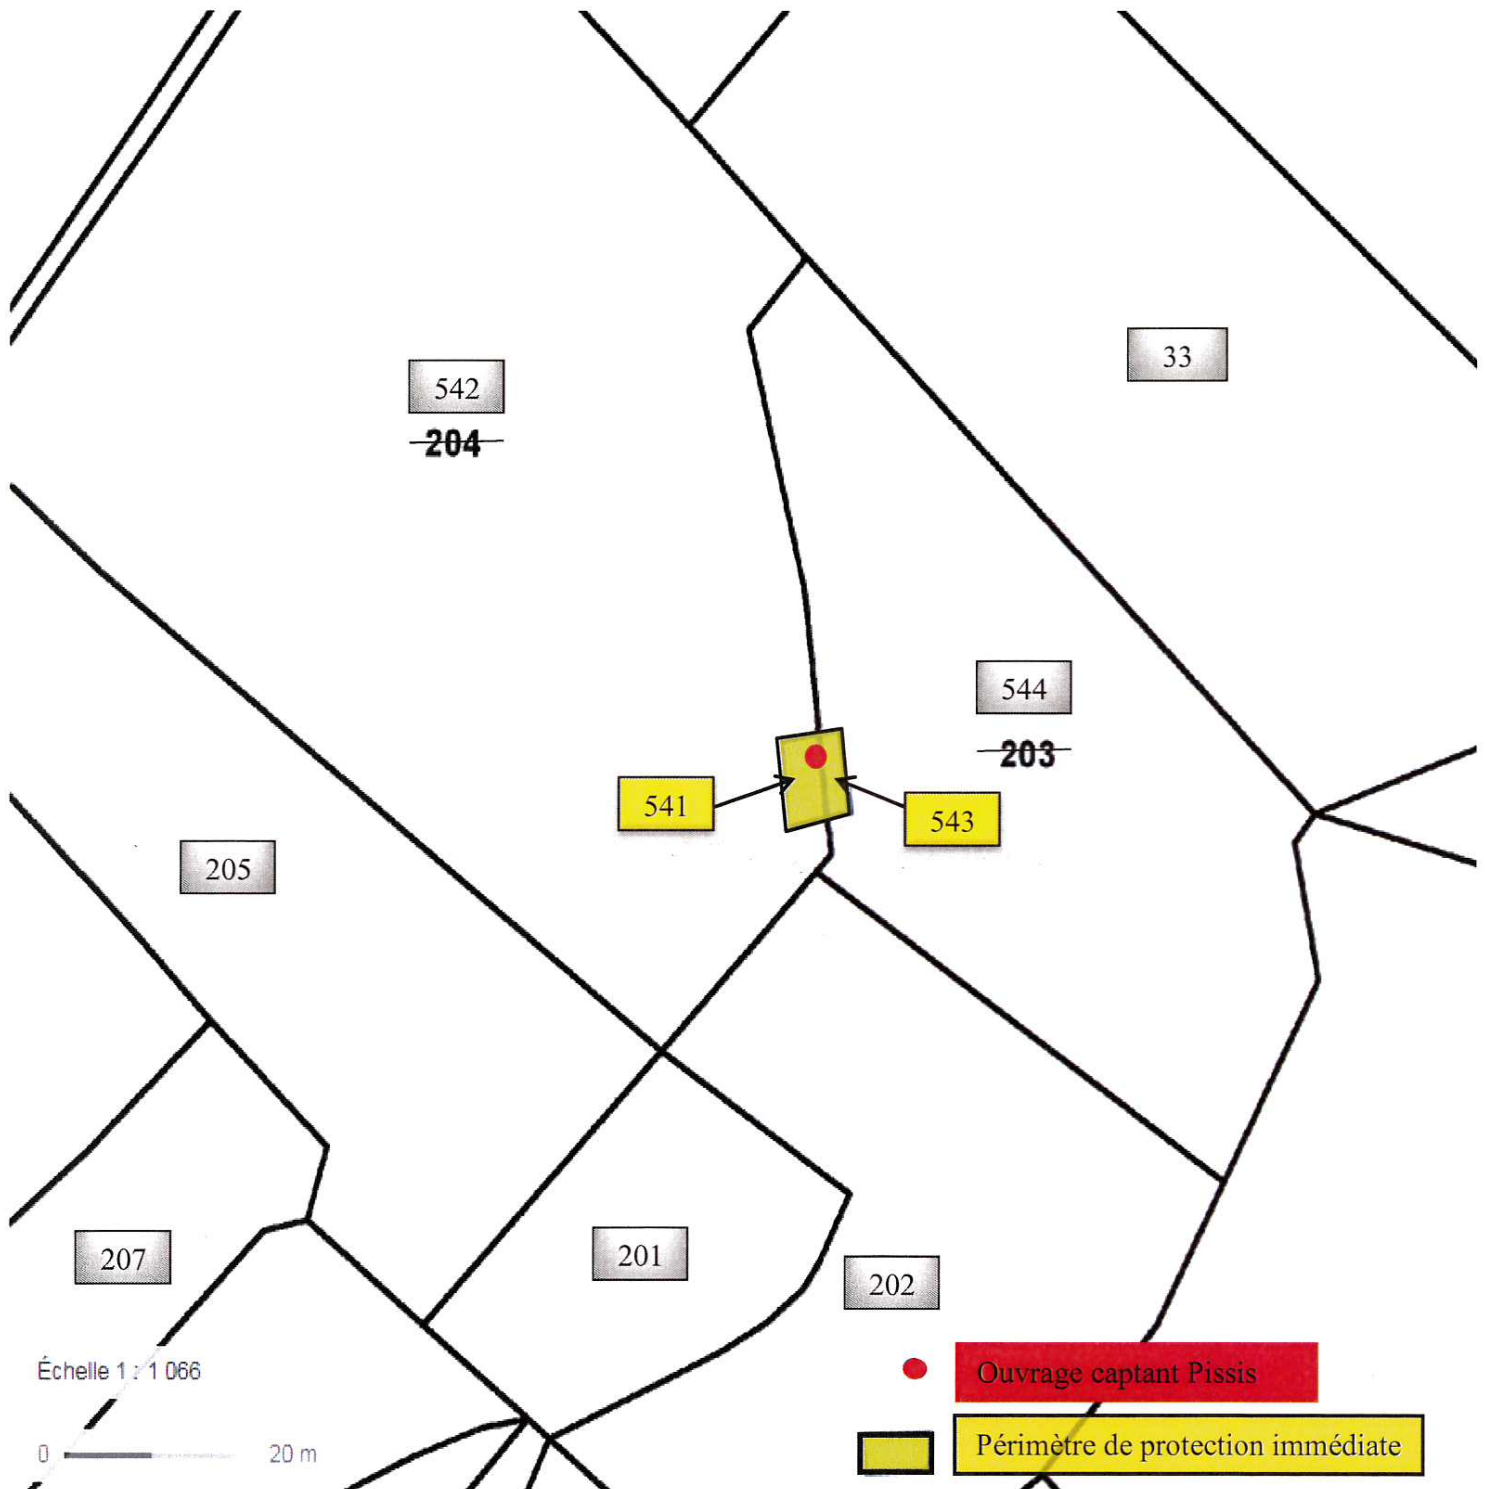 33
542
204
544
203
541
543
205
207
201
202
Échelle 1 : 1 066
Ouvrage captant Pissis
0 20 m
Périmètre de protection immédiate